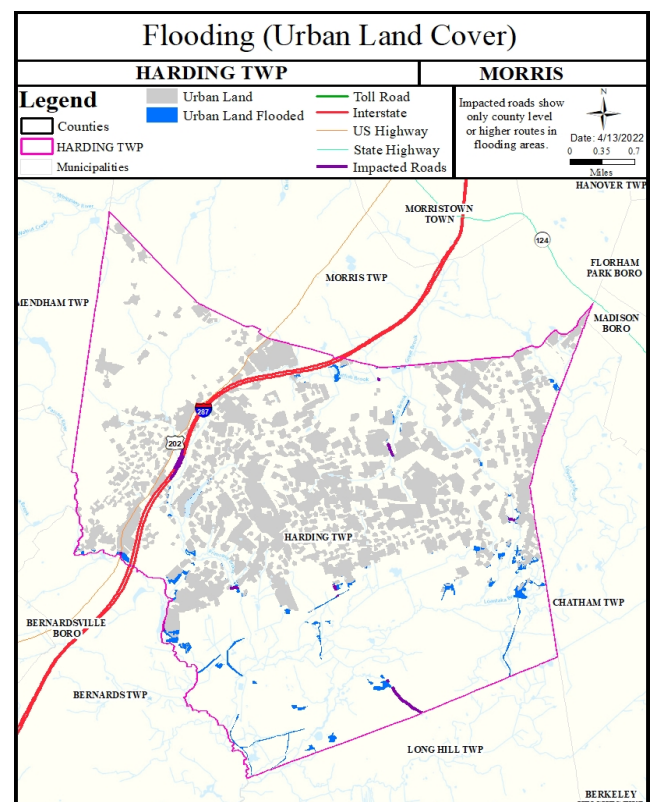 Flooding (Urban Land Cover)
HARDING TWP
MORRIS
Legend
Counties
HARDING TWP
Municipalities
Urban Land
Urban Land Flooded
Toll Road
Interstate
US Highway
State Highway
Impacted Roads
Impacted roads show
only county level
or higher routes in
flooding areas.
N
Date: 4/13/2022
0 0.35 0.7
Miles
HANOVER TWP
MORRISTOWN
TOWN
124
FLORHAM
PARK BORO
MORRIS TWP
MENDHAM TWP
MADISON
BORO
287
202
HARDING TWP
CHATHAM TWP
BERNARDSVILLE
BORO
BERNARDS TWP
LONG HILL TWP
BERKELEY